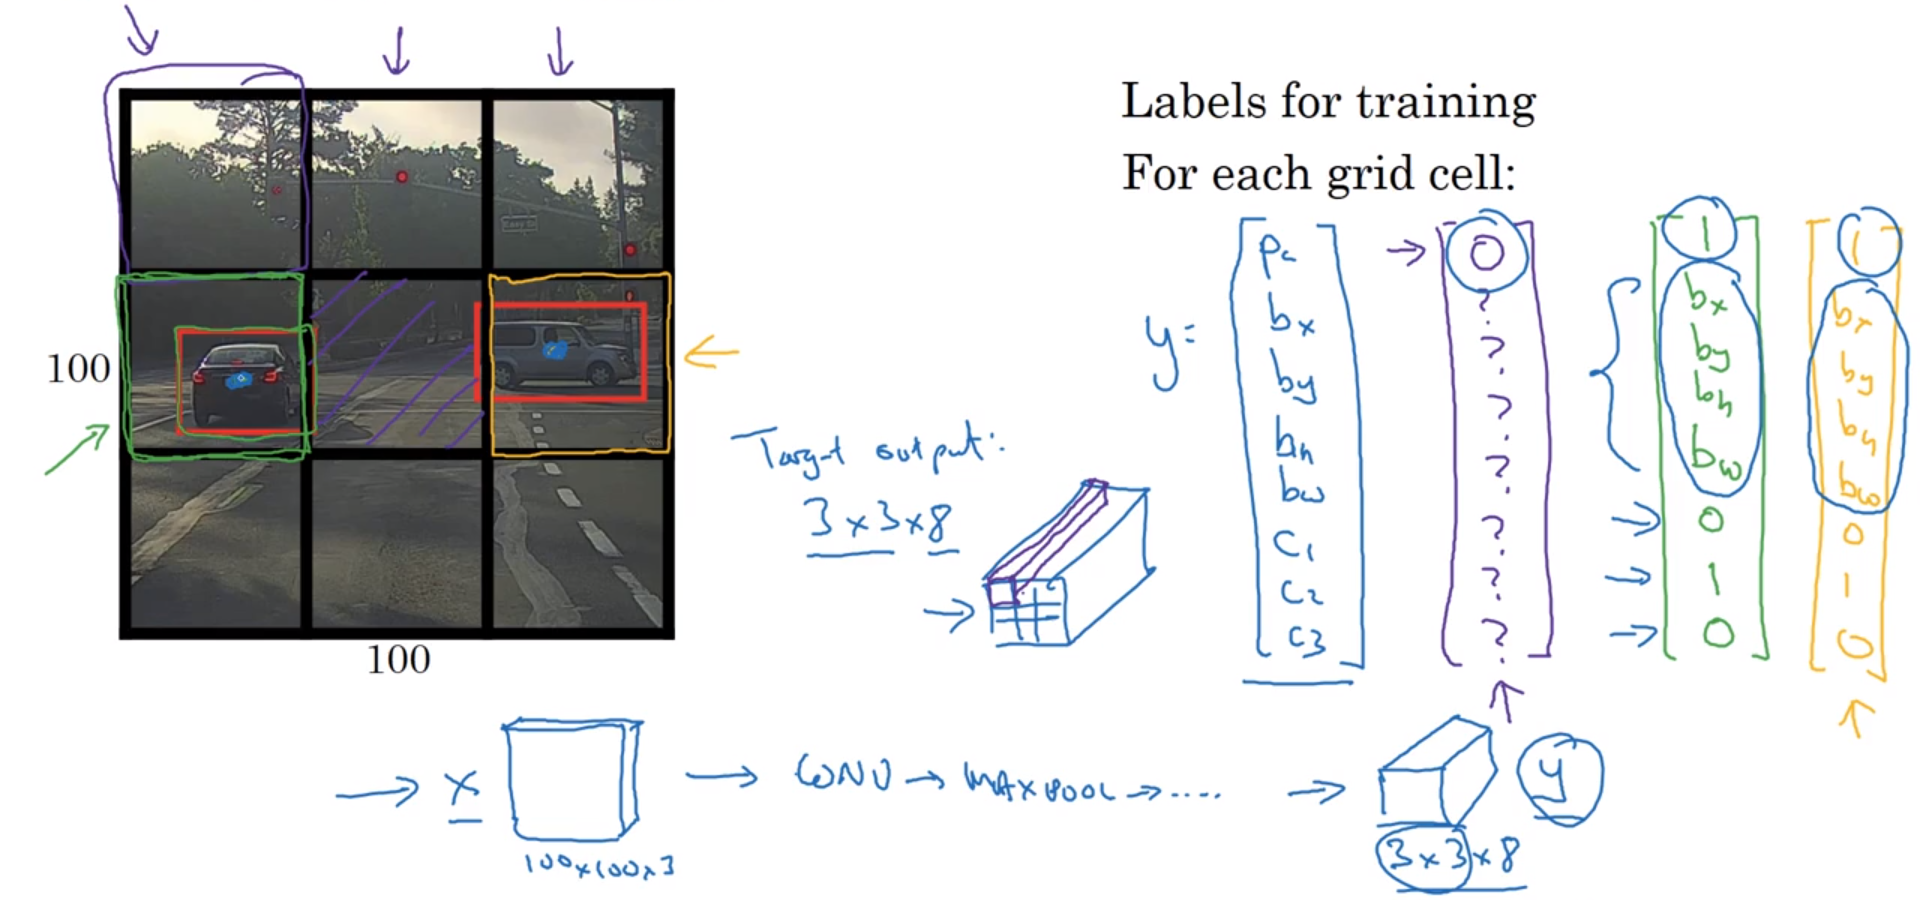 Labels for training
For each grid cell:
100
100
y=
Pc
bx
by
bh
bw
C1
C2
C3
0
?
?
?
?
?
?
?
1
bx
by
bh
bw
0
1
0
1
bx
by
bh
bw
0
1
0
Target output:
3x3x8
→ x
100x100x3
→ CONV → MAXPOOL → .... →
3x3x8
y